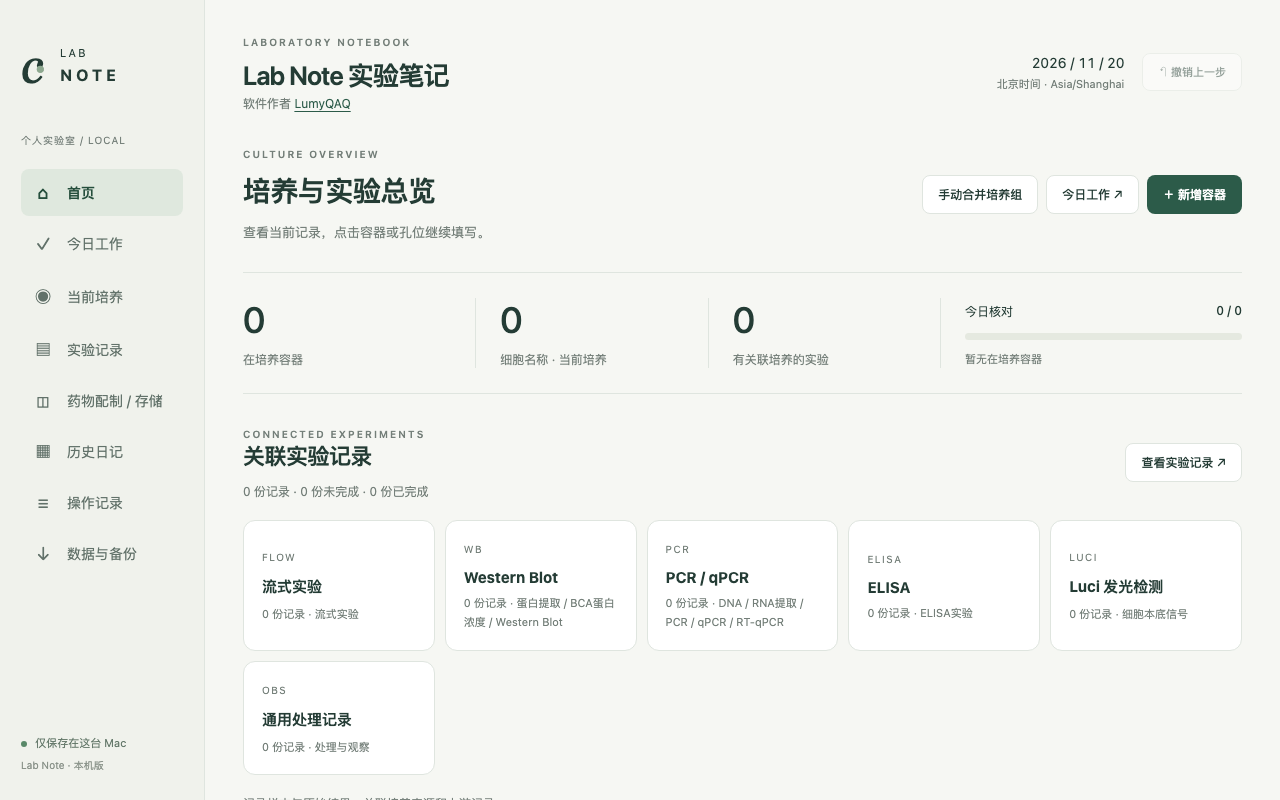 LAB
NOTE
个人实验室 / LOCAL
首页
今日工作
当前培养
实验记录
药物配制 / 存储
历史日记
操作记录
数据与备份
仅保存在这台 Mac
Lab Note · 本机版
LABORATORY NOTEBOOK
Lab Note 实验笔记
软件作者 LumyQAQ
2026 / 11 / 20
北京时间 · Asia/Shanghai
撤销上一步
CULTURE OVERVIEW
培养与实验总览
查看当前记录，点击容器或孔位继续填写。
手动合并培养组
今日工作 ↗
＋ 新增容器
0
在培养容器
0
细胞名称 · 当前培养
0
有关联培养的实验
今日核对 0 / 0
暂无在培养容器
CONNECTED EXPERIMENTS
关联实验记录
0 份记录 · 0 份未完成 · 0 份已完成
查看实验记录 ↗
FLOW
流式实验
0 份记录 · 流式实验
WB
Western Blot
0 份记录 · 蛋白提取 / BCA蛋白
浓度 / Western Blot
PCR
PCR / qPCR
0 份记录 · DNA / RNA提取 /
PCR / qPCR / RT-qPCR
ELISA
ELISA
0 份记录 · ELISA实验
LUCI
Luci 发光检测
0 份记录 · 细胞本底信号
OBS
通用处理记录
0 份记录 · 处理与观察